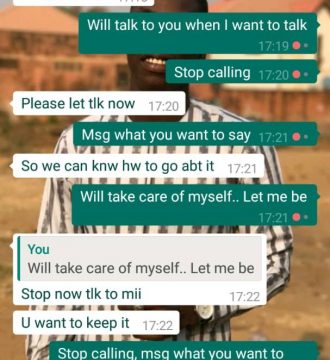 Will talk to you when I want to talk
17:19
Stop calling 17:20
Please let tlk now 17:20
Msg what you want to say 17:21
So we can knw hw to go abt it 17:21
Will take care of myself.. Let me be
17:21
You
Will take care of myself.. Let me be
Stop now tlk to mii 17:22
U want to keep it 17:22
Stop calling, msg what you want to